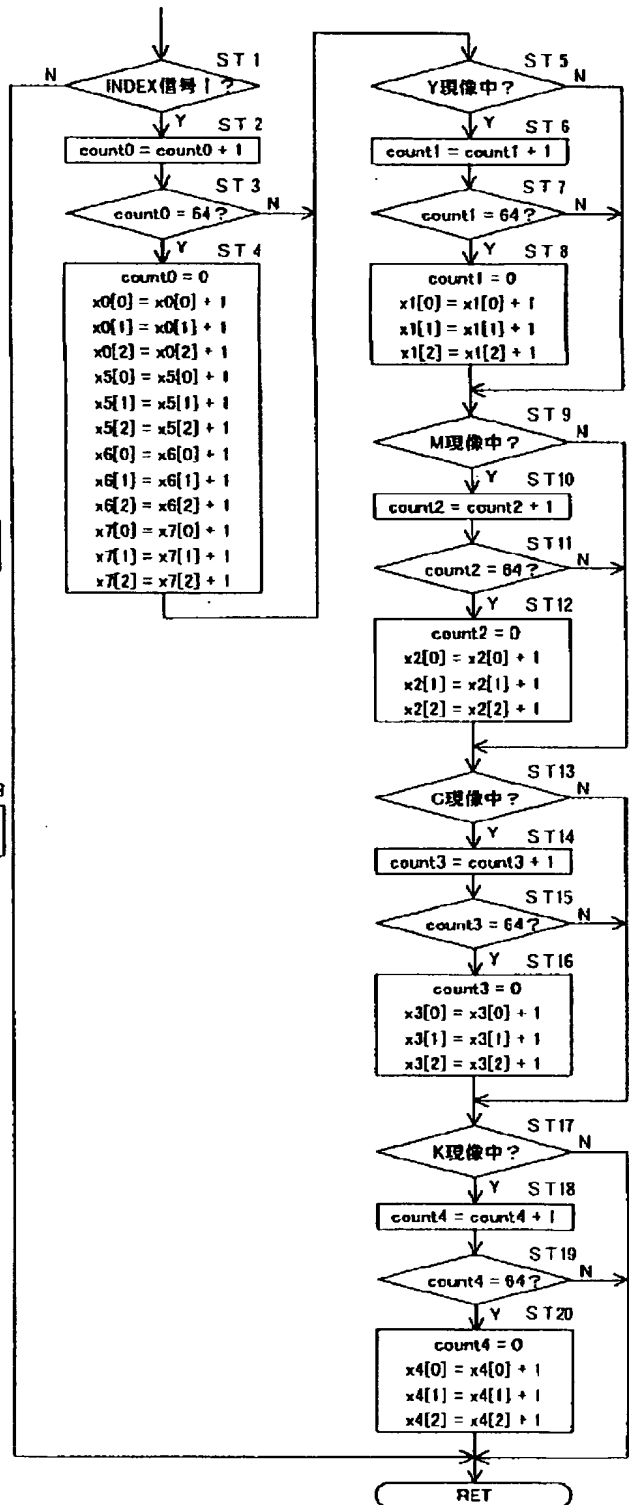 ST1
N
INDEX信号↑?
Y
ST2
count0 = count0 + 1
ST3
count0 = 64?
N
Y
ST4
count0 = 0
x0[0] = x0[0] + 1
x0[1] = x0[1] + 1
x0[2] = x0[2] + 1
x5[0] = x5[0] + 1
x5[1] = x5[1] + 1
x5[2] = x5[2] + 1
x6[0] = x6[0] + 1
x6[1] = x6[1] + 1
x6[2] = x6[2] + 1
x7[0] = x7[0] + 1
x7[1] = x7[1] + 1
x7[2] = x7[2] + 1
ST5
Y現像中?
N
Y
ST6
count1 = count1 + 1
ST7
count1 = 64?
N
Y
ST8
count1 = 0
x1[0] = x1[0] + 1
x1[1] = x1[1] + 1
x1[2] = x1[2] + 1
ST9
M現像中?
N
Y
ST10
count2 = count2 + 1
ST11
count2 = 64?
N
Y
ST12
count2 = 0
x2[0] = x2[0] + 1
x2[1] = x2[1] + 1
x2[2] = x2[2] + 1
ST13
C現像中?
N
Y
ST14
count3 = count3 + 1
ST15
count3 = 64?
N
Y
ST16
count3 = 0
x3[0] = x3[0] + 1
x3[1] = x3[1] + 1
x3[2] = x3[2] + 1
ST17
K現像中?
N
Y
ST18
count4 = count4 + 1
ST19
count4 = 64?
N
Y
ST20
count4 = 0
x4[0] = x4[0] + 1
x4[1] = x4[1] + 1
x4[2] = x4[2] + 1
RET